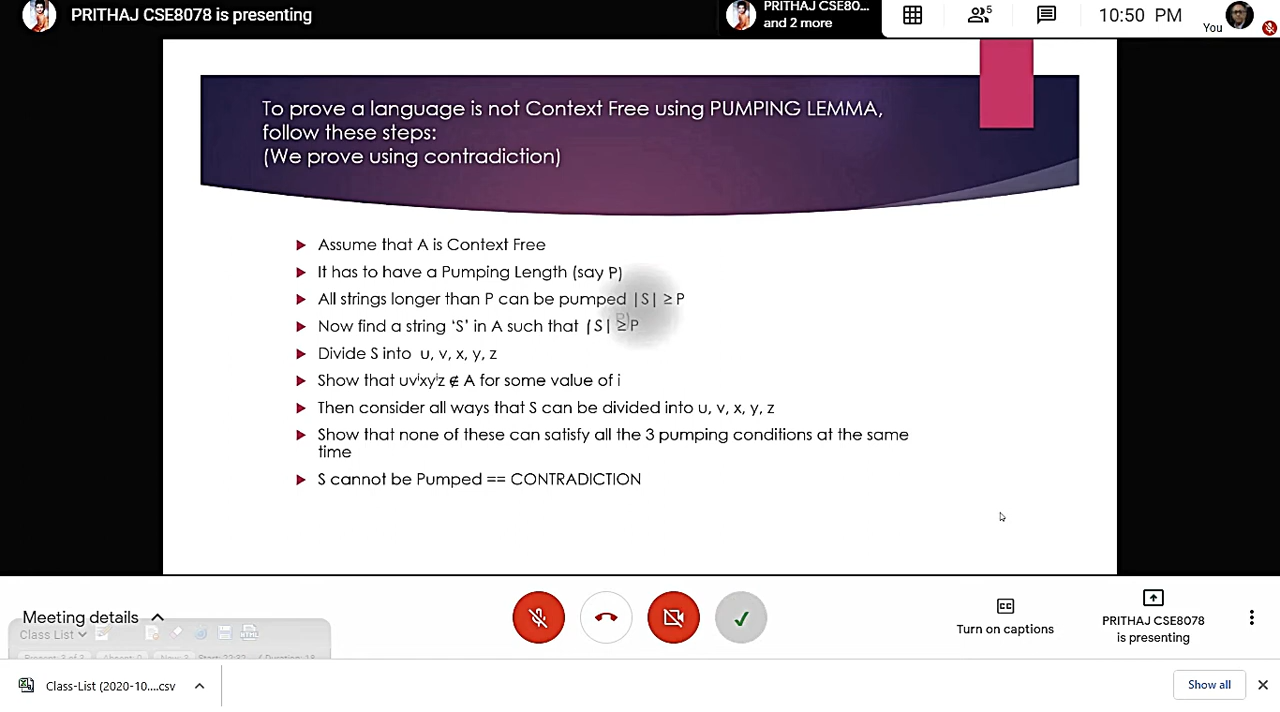 PRITHAJ CSE8078 is presenting
PRITHAJ CSE80...
and 2 more
5
10:50 PM
You
To prove a language is not Context Free using PUMPING LEMMA,
follow these steps:
(We prove using contradiction)
Assume that A is Context Free
It has to have a Pumping Length (say P)
All strings longer than P can be pumped |S| ≥ P
Now find a string ‘S’ in A such that |S| ≥ P
Divide S into u, v, x, y, z
Show that uvⁱxyⁱz ∉ A for some value of i
Then consider all ways that S can be divided into u, v, x, y, z
Show that none of these can satisfy all the 3 pumping conditions at the same
time
S cannot be Pumped == CONTRADICTION
Meeting details
Class List
HTML
CC
Turn on captions
PRITHAJ CSE8078
is presenting
Class-List (2020-10....csv
Show all